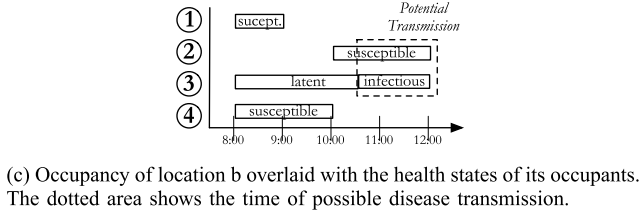 Potential
Transmission
1 sucept.
2 susceptible
3 latent infectious
4 susceptible
8:00 9:00 10:00 11:00 12:00
(c) Occupancy of location b overlaid with the health states of its occupants.
The dotted area shows the time of possible disease transmission.